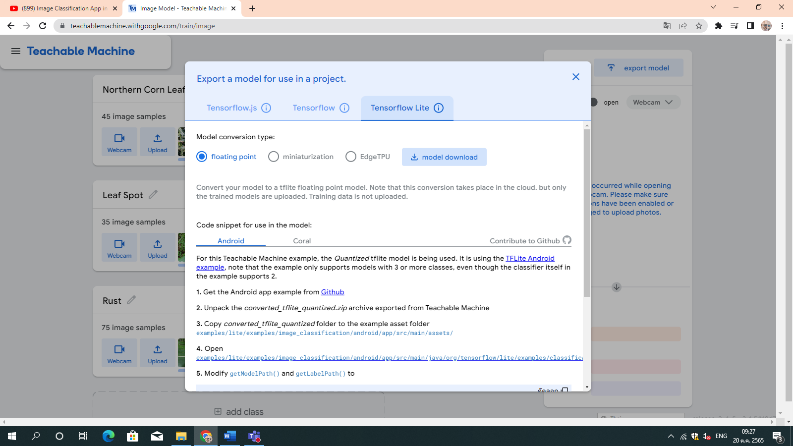 (899) Image Classification App in
Image Model - Teachable Machine
teachablemachine.withgoogle.com/train/image
Teachable Machine
Northern Corn Leaf
45 image samples
Webcam
Upload
Leaf Spot
35 image samples
Webcam
Upload
Rust
75 image samples
Webcam
Upload
add class
Export a model for use in a project.
Tensorflow.js
Tensorflow
Tensorflow Lite
Model conversion type:
floating point
miniaturization
EdgeTPU
model download
Convert your model to a tflite floating point model. Note that this conversion takes place in the cloud, but only
the trained models are uploaded. Training data is not uploaded.
Code snippet for use in the model:
Android
Coral
Contribute to Github
For this Teachable Machine example, the Quantized tflite model is being used. It is using the TFLite Android
example, note that the example only supports models with 3 or more classes, even though the classifier itself in
the example supports 2.
1. Get the Android app example from Github
2. Unpack the converted_tflite_quantized.zip archive exported from Teachable Machine
3. Copy converted_tflite_quantized folder to the example asset folder
examples/lite/examples/image_classification/android/app/src/main/assets/
4. Open
examples/lite/examples/image_classification/android/app/src/main/java/org/tensorflow/lite/examples/classific
5. Modify getModelPath() and getLabelPath() to
export model
open
Webcam
occurred while opening
ECam. Please make sure
ions have been enabled or
ged to upload photos.
ENG
09:27
20 ต.ค. 2565